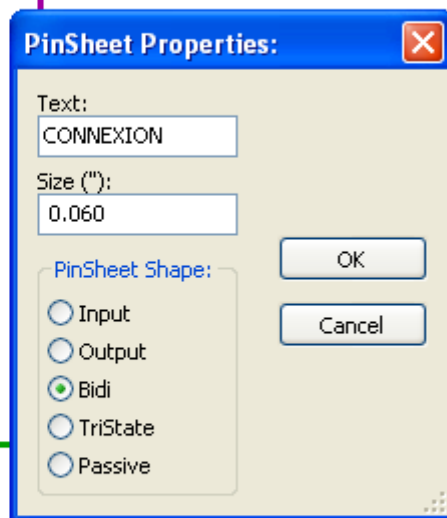 PinSheet Properties:
Text:
CONNEXION
Size ("):
0.060
PinSheet Shape:
Input
Output
Bidi
TriState
Passive
OK
Cancel